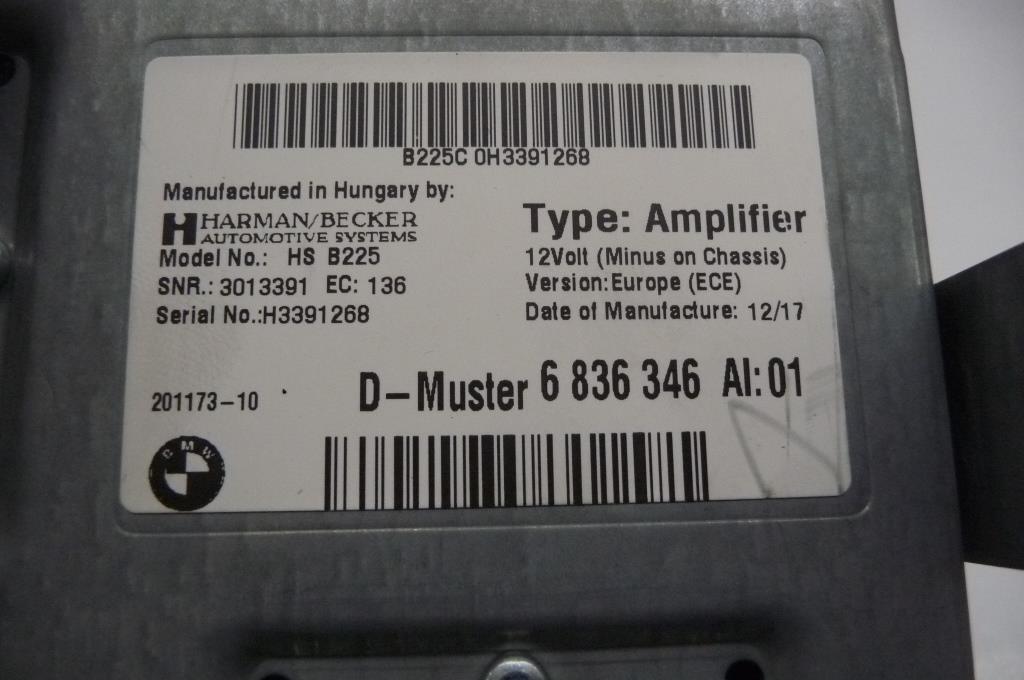 B225C 0H3391268
Manufactured in Hungary by:
HARMAN/BECKER
AUTOMOTIVE SYSTEMS
Type: Amplifier
Model No.: HS B225
12Volt (Minus on Chassis)
SNR.: 3013391 EC: 136
Version:Europe (ECE)
Serial No.:H3391268
Date of Manufacture: 12/17
201173-10
D-Muster 6 836 346 AI:01
BMW